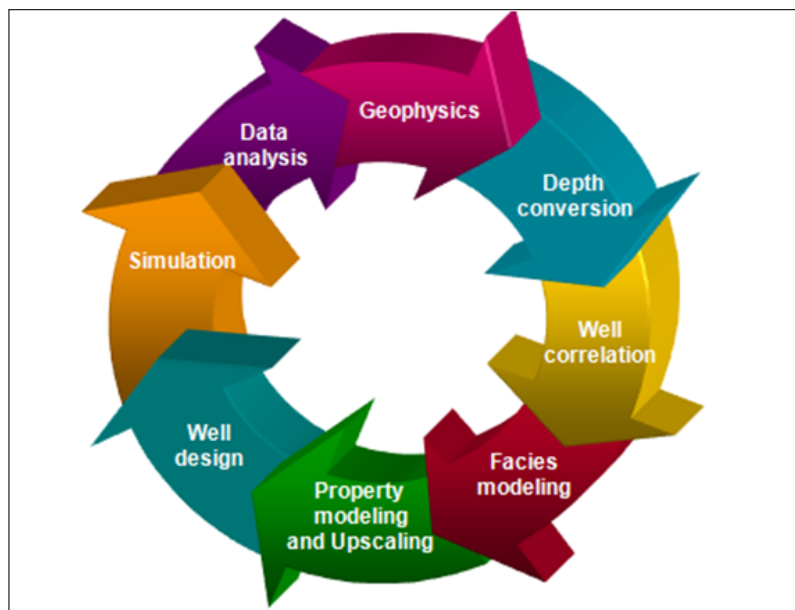 Geophysics
Depth
conversion
Well
correlation
Facies
modeling
Property
modeling
and Upscaling
Well
design
Simulation
Data
analysis